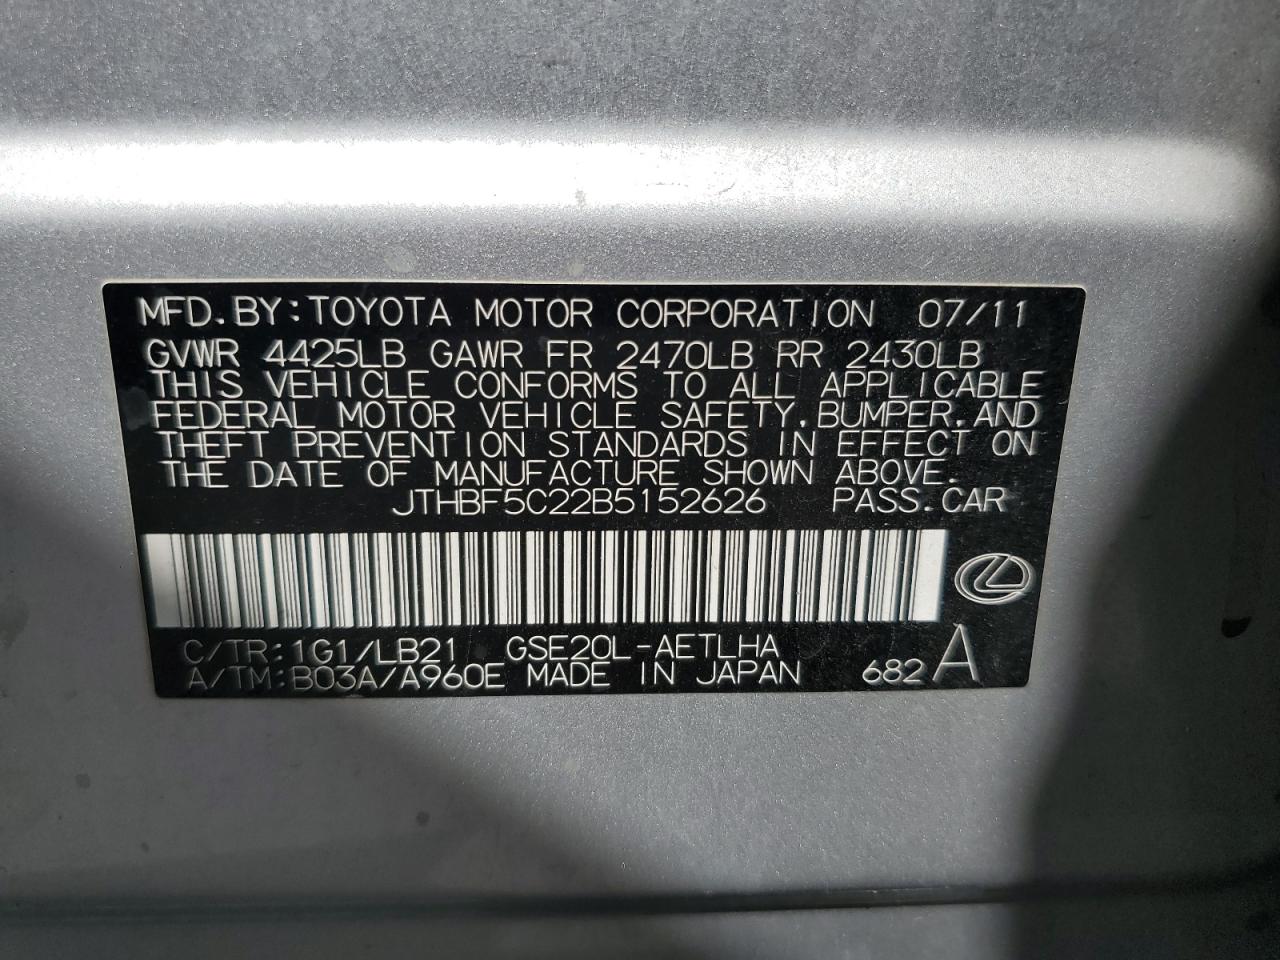 MFD.BY:TOYOTA MOTOR CORPORATION 07/11
GVWR 4425LB GAWR FR 2470LB RR 2430LB
THIS VEHICLE CONFORMS TO ALL APPLICABLE
FEDERAL MOTOR VEHICLE SAFETY,BUMPER,AND
THEFT PREVENTION STANDARDS IN EFFECT ON
THE DATE OF MANUFACTURE SHOWN ABOVE.
JTHBF5C22B5152626 PASS.CAR
C/TR:1G1/LB21 GSE20L-AETLHA
A/TM:B03A/A960E MADE IN JAPAN 682 A